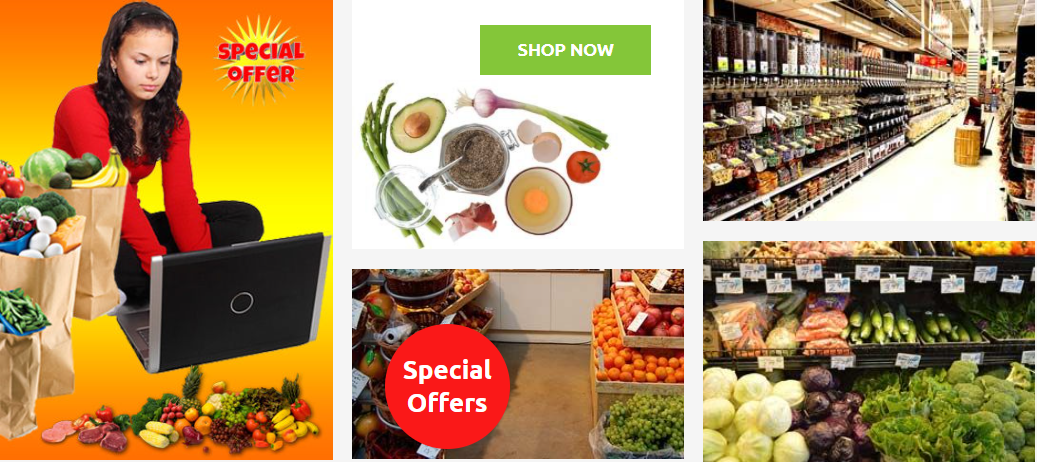 SPECIAL
OFFER
SHOP NOW
Special
Offers